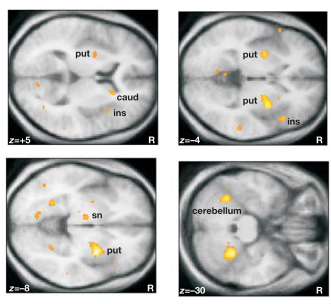 put
caud
ins
z=+5 R
put
put
ins
z=–4 R
sn
put
z=–8 R
cerebellum
z=–30 R